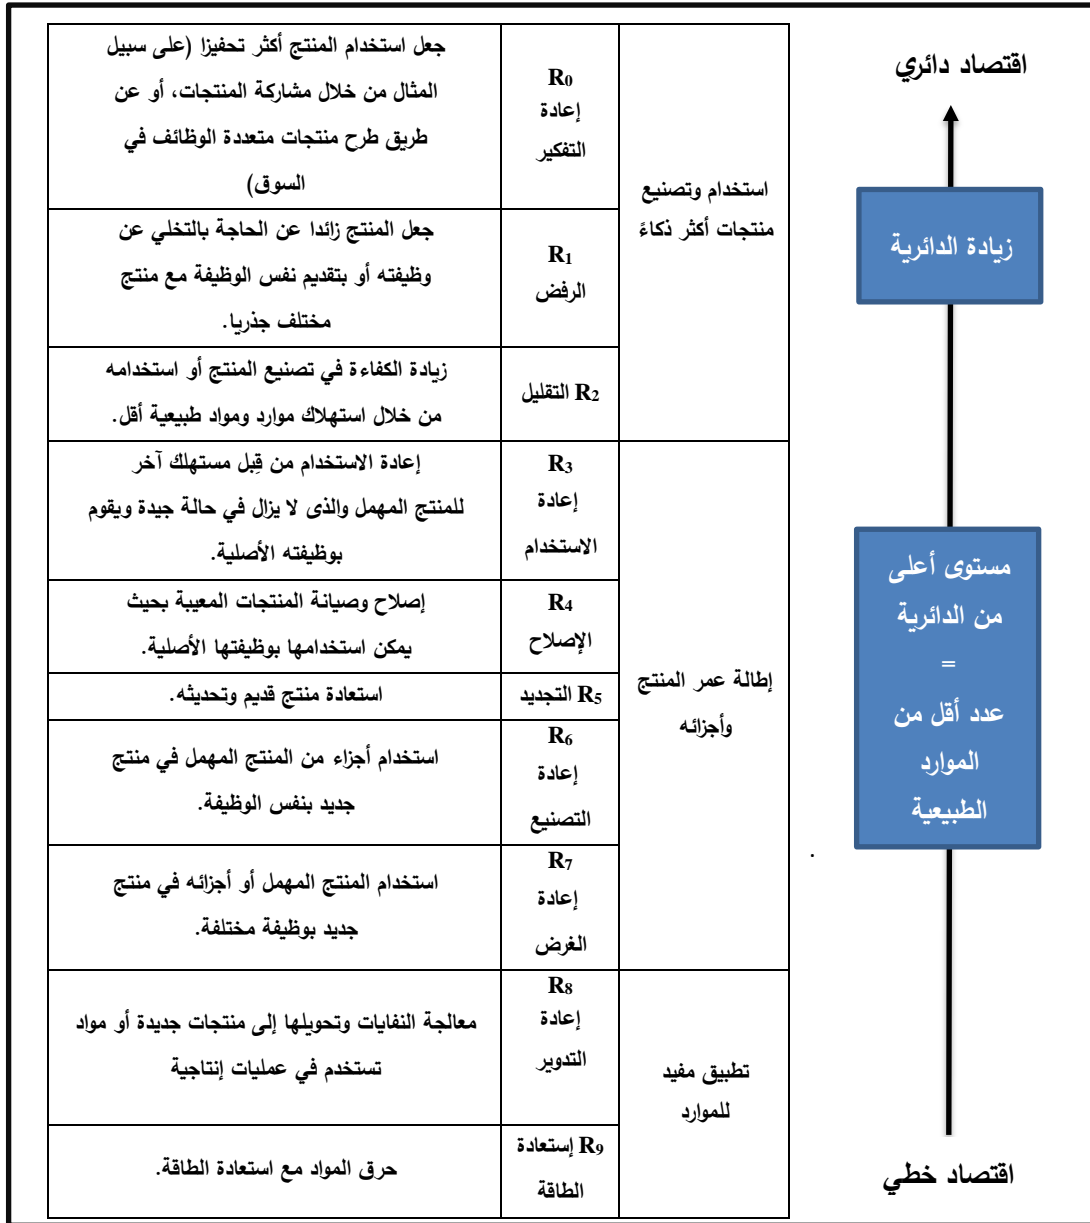 اقتصاد دائري
زيادة الدائرية
مستوى أعلى
من الدائرية
=
عدد أقل من
الموارد
الطبيعية
.
اقتصاد خطي
استخدام وتصنيع
منتجات أكثر ذكاءً
R0
إعادة
التفكير
جعل استخدام المنتج أكثر تحفيزا (على سبيل
المثال من خلال مشاركة المنتجات، أو عن
طريق طرح منتجات متعددة الوظائف في
السوق)
R1
الرفض
جعل المنتج زائدا عن الحاجة بالتخلي عن
وظيفته أو بتقديم نفس الوظيفة مع منتج
مختلف جذريا.
R2 التقليل
زيادة الكفاءة في تصنيع المنتج أو استخدامه
من خلال استهلاك موارد ومواد طبيعية أقل.
إطالة عمر المنتج
وأجزائه
R3
إعادة
الاستخدام
إعادة الاستخدام من قِبل مستهلك آخر
للمنتج المهمل والذى لا يزال في حالة جيدة ويقوم
بوظيفته الأصلية.
R4
الإصلاح
إصلاح وصيانة المنتجات المعيبة بحيث
يمكن استخدامها بوظيفتها الأصلية.
R5 التجديد
استعادة منتج قديم وتحديثه.
R6
إعادة
التصنيع
استخدام أجزاء من المنتج المهمل في منتج
جديد بنفس الوظيفة.
R7
إعادة
الغرض
استخدام المنتج المهمل أو أجزائه في منتج
جديد بوظيفة مختلفة.
تطبيق مفيد
للموارد
R8
إعادة
التدوير
معالجة النفايات وتحويلها إلى منتجات جديدة أو مواد
تستخدم في عمليات إنتاجية
R9 إستعادة
الطاقة
حرق المواد مع استعادة الطاقة.